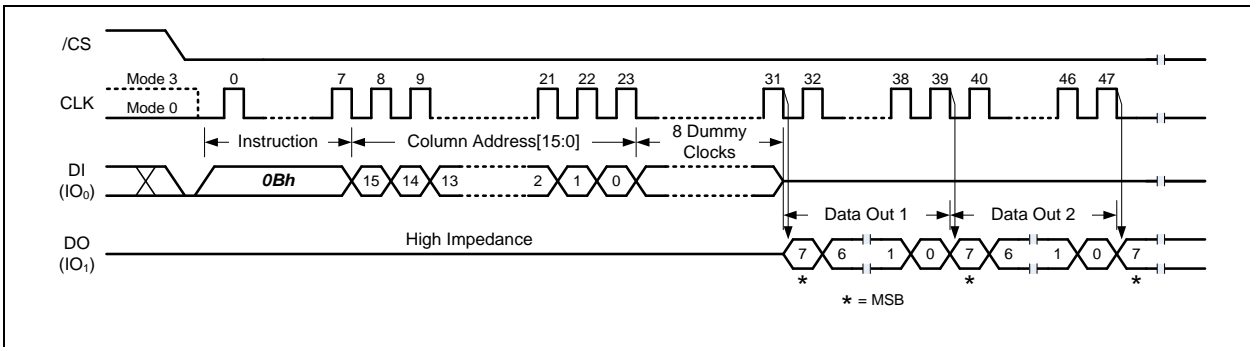 /CS
Mode 3 0 7 8 9 21 22 23 31 32 38 39 40 46 47
CLK
Mode 0
Instruction Column Address[15:0] 8 Dummy Clocks
DI
(IO₀)
0Bh 15 14 13 2 1 0
Data Out 1 Data Out 2
DO
(IO₁)
High Impedance
7 6 1 0 7 6 1 0 7
* * *
* = MSB